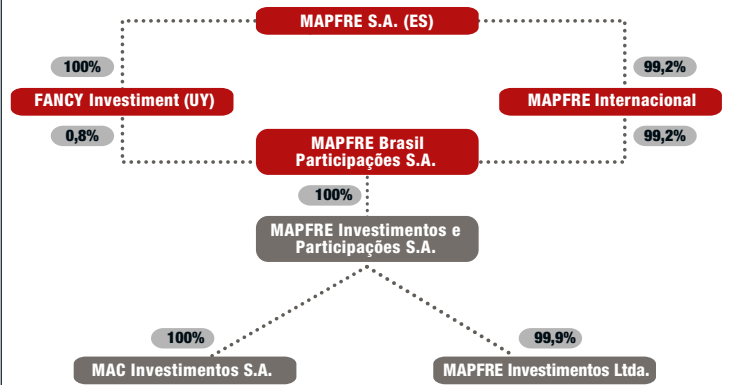 MAPFRE S.A. (ES)
100%
99,2%
FANCY Investiment (UY)
MAPFRE Internacional
0,8%
99,2%
MAPFRE Brasil
Participações S.A.
100%
MAPFRE Investimentos e
Participações S.A.
100%
99,9%
MAC Investimentos S.A.
MAPFRE Investimentos Ltda.